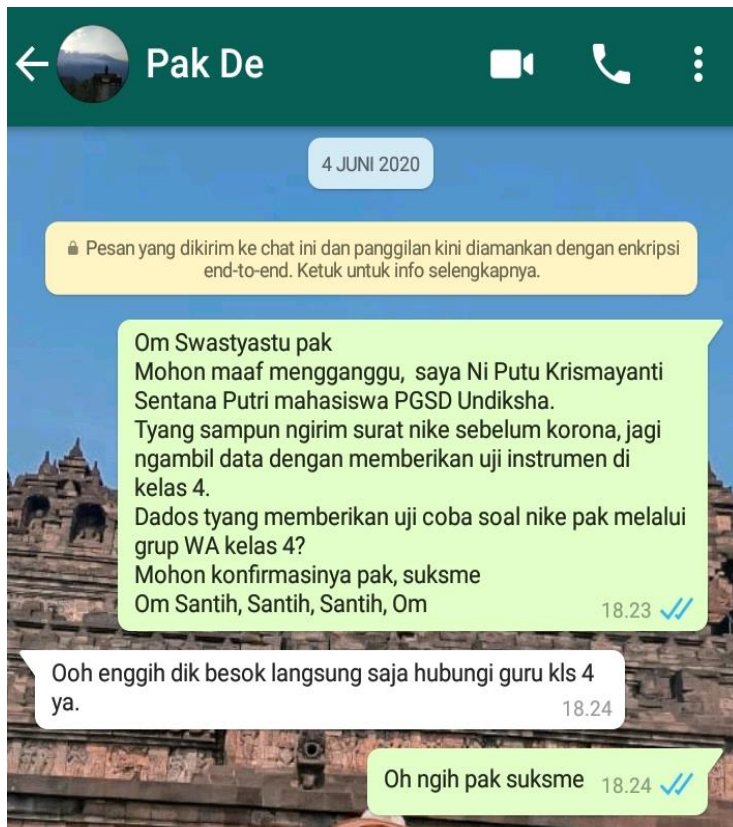 Pak De
4 JUNI 2020
Pesan yang dikirim ke chat ini dan panggilan kini diamankan dengan enkripsi
end-to-end. Ketuk untuk info selengkapnya.
Om Swastyastu pak
Mohon maaf mengganggu, saya Ni Putu Krismayanti
Sentana Putri mahasiswa PGSD Undiksha.
Tyang sampun ngirim surat nike sebelum korona, jagi
ngambil data dengan memberikan uji instrumen di
kelas 4.
Dados tyang memberikan uji coba soal nike pak melalui
grup WA kelas 4?
Mohon konfirmasinya pak, suksme
Om Santih, Santih, Santih, Om
18.23
Ooh enggih dik besok langsung saja hubungi guru kls 4
ya.
18.24
Oh ngih pak suksme 18.24